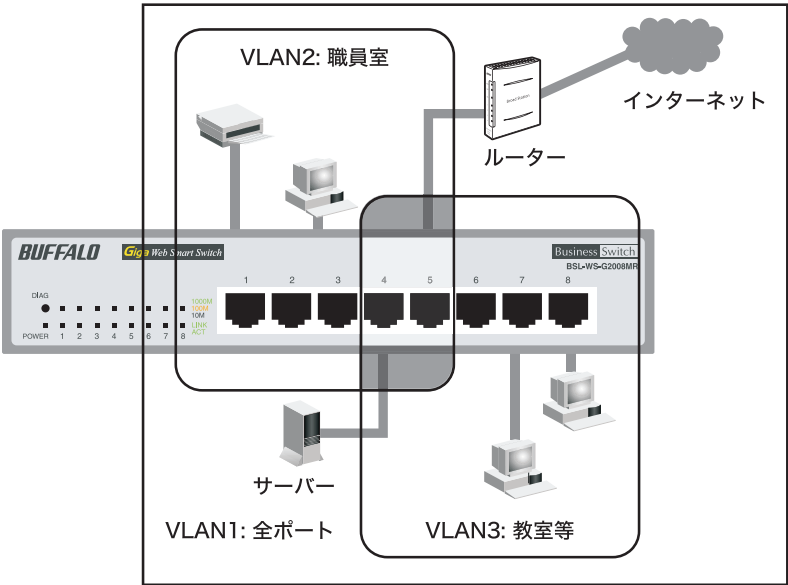 VLAN2: 職員室
インターネット
ルーター
BUFFALO Giga Web Smart Switch
Business Switch
BSL-WS-G2008MR
1 2 3 4 5 6 7 8
DIAG
1000M
100M
10M
LINK
ACT
POWER 1 2 3 4 5 6 7 8
サーバー
VLAN1: 全ポート
VLAN3: 教室等